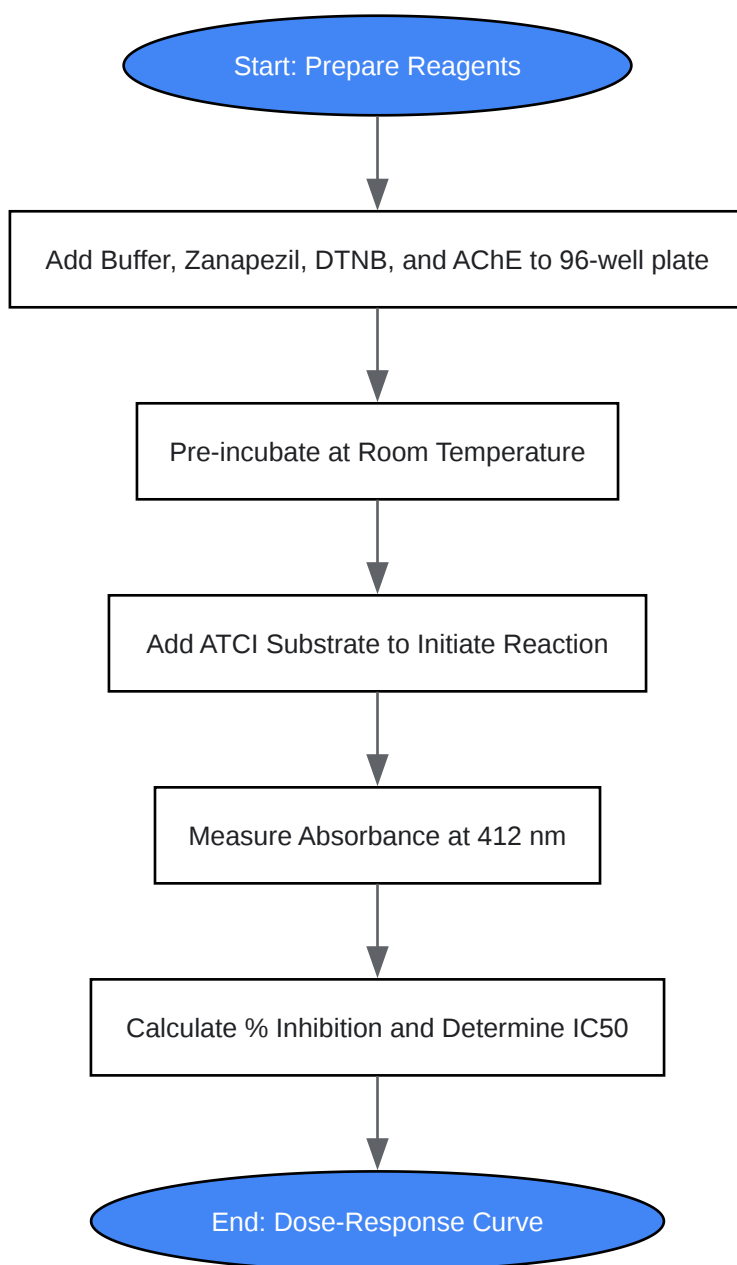 Start: Prepare Reagents
Add Buffer, Zanapezil, DTNB, and AChE to 96-well plate
Pre-incubate at Room Temperature
Add ATCI Substrate to Initiate Reaction
Measure Absorbance at 412 nm
Calculate % Inhibition and Determine IC50
End: Dose-Response Curve